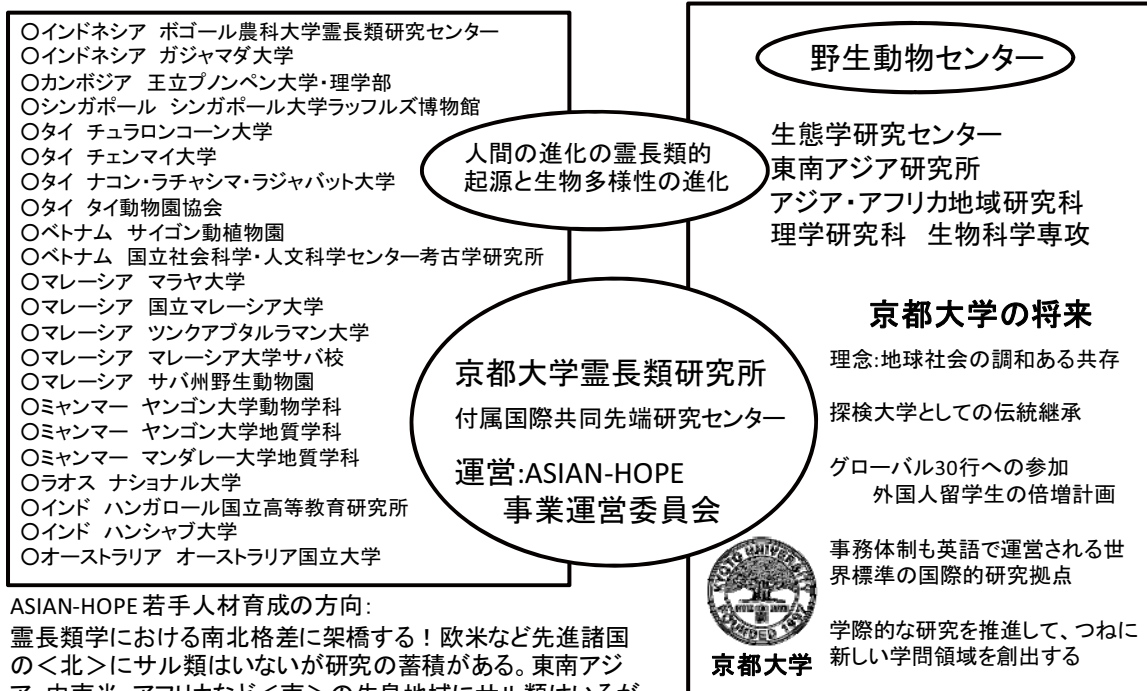 ○インドネシア ボゴール農科大学霊長類研究センター
○インドネシア ガジャマダ大学
○カンボジア 王立プノンペン大学・理学部
○シンガポール シンガポール大学ラッフルズ博物館
○タイ チュラロンコーン大学
○タイ チェンマイ大学
○タイ ナコン・ラチャシマ・ラジャバット大学
○タイ タイ動物園協会
○ベトナム サイゴン動植物園
○ベトナム 国立社会科学・人文科学センター考古学研究所
○マレーシア マラヤ大学
○マレーシア 国立マレーシア大学
○マレーシア ツンクアブタルラマン大学
○マレーシア マレーシア大学サバ校
○マレーシア サバ州野生動物園
○ミャンマー ヤンゴン大学動物学科
○ミャンマー ヤンゴン大学地質学科
○ミャンマー マンダレー大学地質学科
○ラオス ナショナル大学
○インド ハンガロール国立高等教育研究所
○インド ハンシャブ大学
○オーストラリア オーストラリア国立大学
人間の進化の霊長類的
起源と生物多様性の進化
京都大学霊長類研究所
付属国際共同先端研究センター
運営:ASIAN-HOPE
事業運営委員会
野生動物センター
生態学研究センター
東南アジア研究所
アジア・アフリカ地域研究科
理学研究科 生物科学専攻
京都大学の将来
理念:地球社会の調和ある共存
探検大学としての伝統継承
グローバル30行への参加
外国人留学生の倍増計画
事務体制も英語で運営される世
界標準の国際的研究拠点
学際的な研究を推進して、つねに
新しい学問領域を創出する
KYOTO UNIVERSITY
FOUNDED 1897
京都大学
ASIAN-HOPE 若手人材育成の方向:
霊長類学における南北格差に架橋する！欧米など先進諸国
の＜北＞にサル類はいないが研究の蓄積がある。東南アジ
ア、中南米、アフリカなど＜南＞の生息地域にサル類はいるが